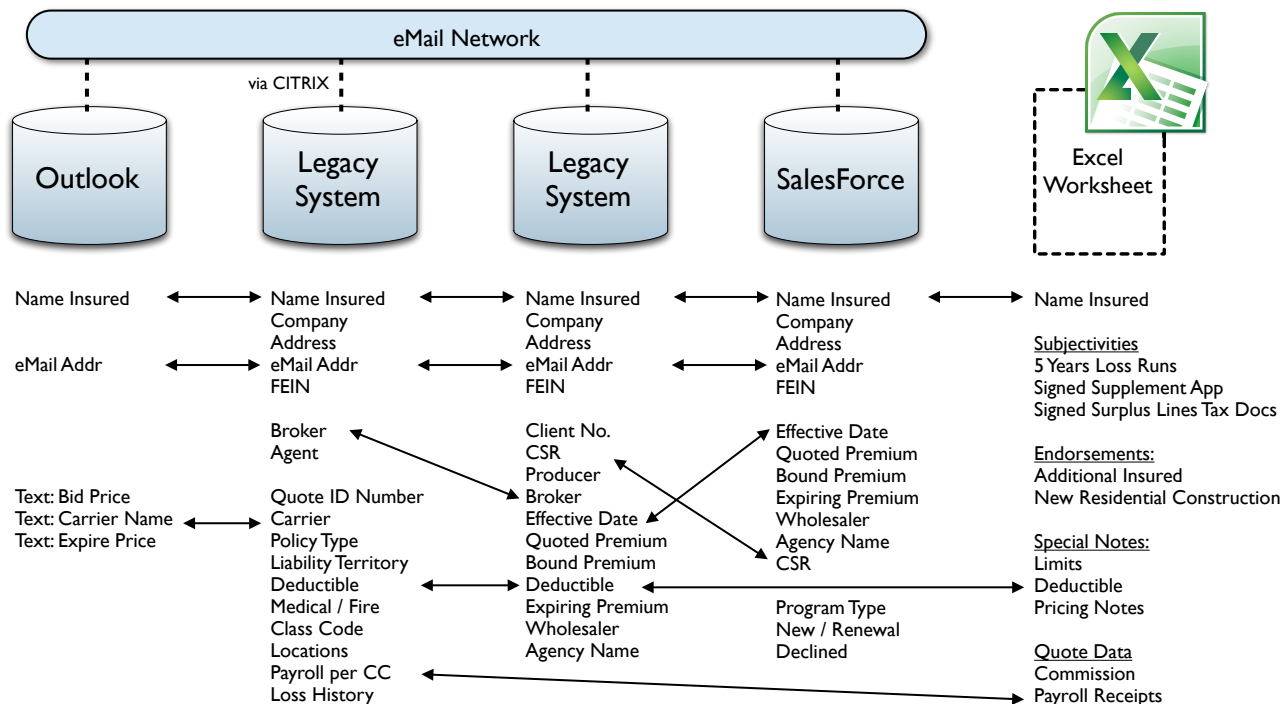 eMail Network
via CITRIX
Outlook
Legacy
System
Legacy
System
SalesForce
Excel
Worksheet
Name Insured
eMail Addr
Text: Bid Price
Text: Carrier Name
Text: Expire Price
Name Insured
Company
Address
eMail Addr
FEIN
Broker
Agent
Quote ID Number
Carrier
Policy Type
Liability Territory
Deductible
Medical / Fire
Class Code
Locations
Payroll per CC
Loss History
Name Insured
Company
Address
eMail Addr
FEIN
Client No.
CSR
Producer
Broker
Effective Date
Quoted Premium
Bound Premium
Deductible
Expiring Premium
Wholesaler
Agency Name
Name Insured
Company
Address
eMail Addr
FEIN
Effective Date
Quoted Premium
Bound Premium
Expiring Premium
Wholesaler
Agency Name
CSR
Program Type
New / Renewal
Declined
Name Insured
Subjectivities
5 Years Loss Runs
Signed Supplement App
Signed Surplus Lines Tax Docs
Endorsements:
Additional Insured
New Residential Construction
Special Notes:
Limits
Deductible
Pricing Notes
Quote Data
Commission
Payroll Receipts